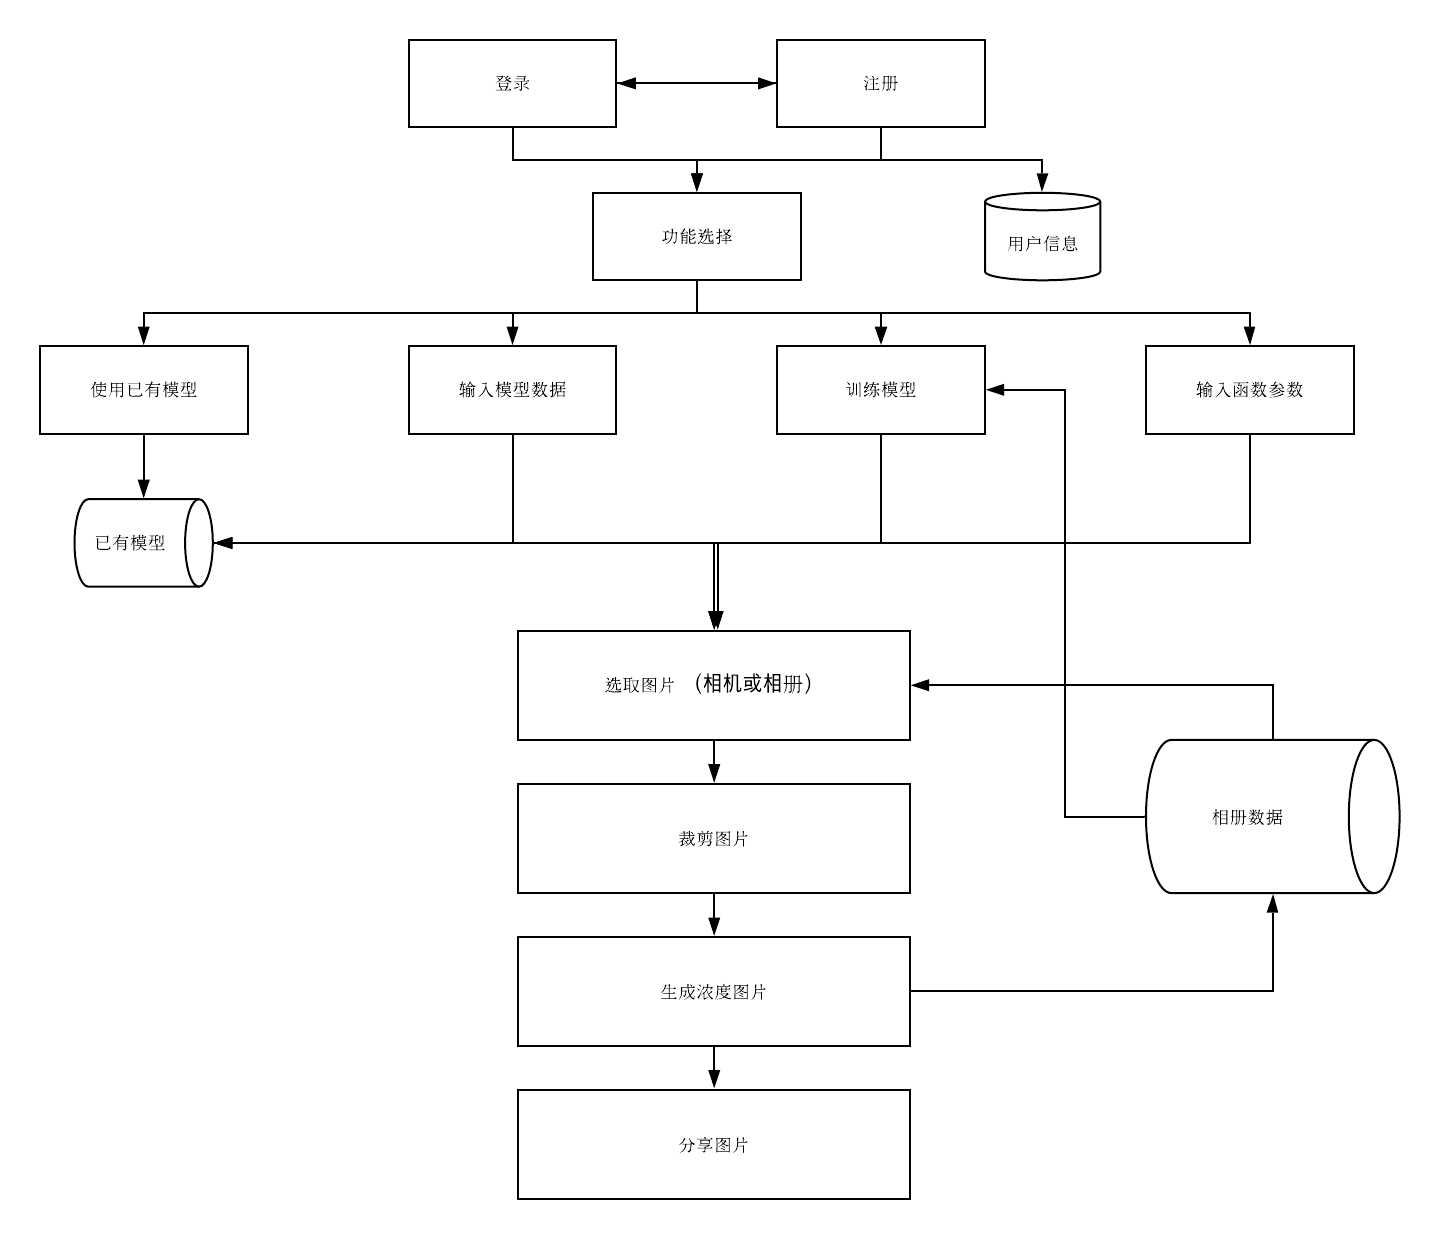 登录
注册
功能选择
用户信息
使用已有模型
输入模型数据
训练模型
输入函数参数
已有模型
选取图片 （相机或相册）
相册数据
裁剪图片
生成浓度图片
分享图片